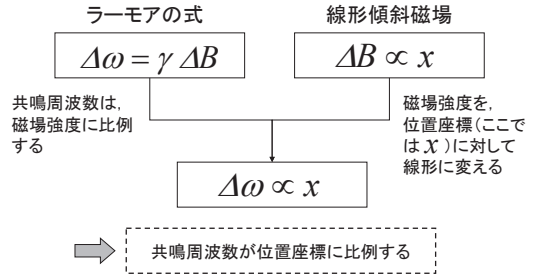 ラーモアの式
線形傾斜磁場
Δω = γ ΔB
ΔB ∝ x
共鳴周波数は,
磁場強度に比例
する
磁場強度を,
位置座標(ここで
は x )に対して
線形に変える
Δω ∝ x
共鳴周波数が位置座標に比例する